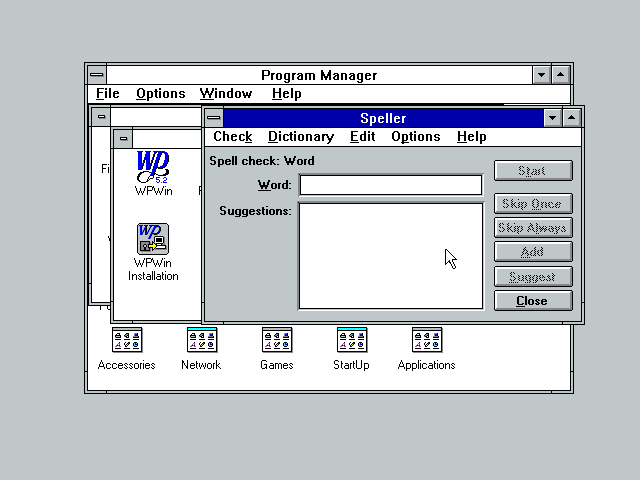 Program Manager
File Options Window Help
Speller
Check Dictionary Edit Options Help
Spell check: Word
Word:
Suggestions:
Start
Skip Once
Skip Always
Add
Suggest
Close
WP 5.2
WPWin
WP
WPWin
Installation
Accessories Network Games StartUp Applications